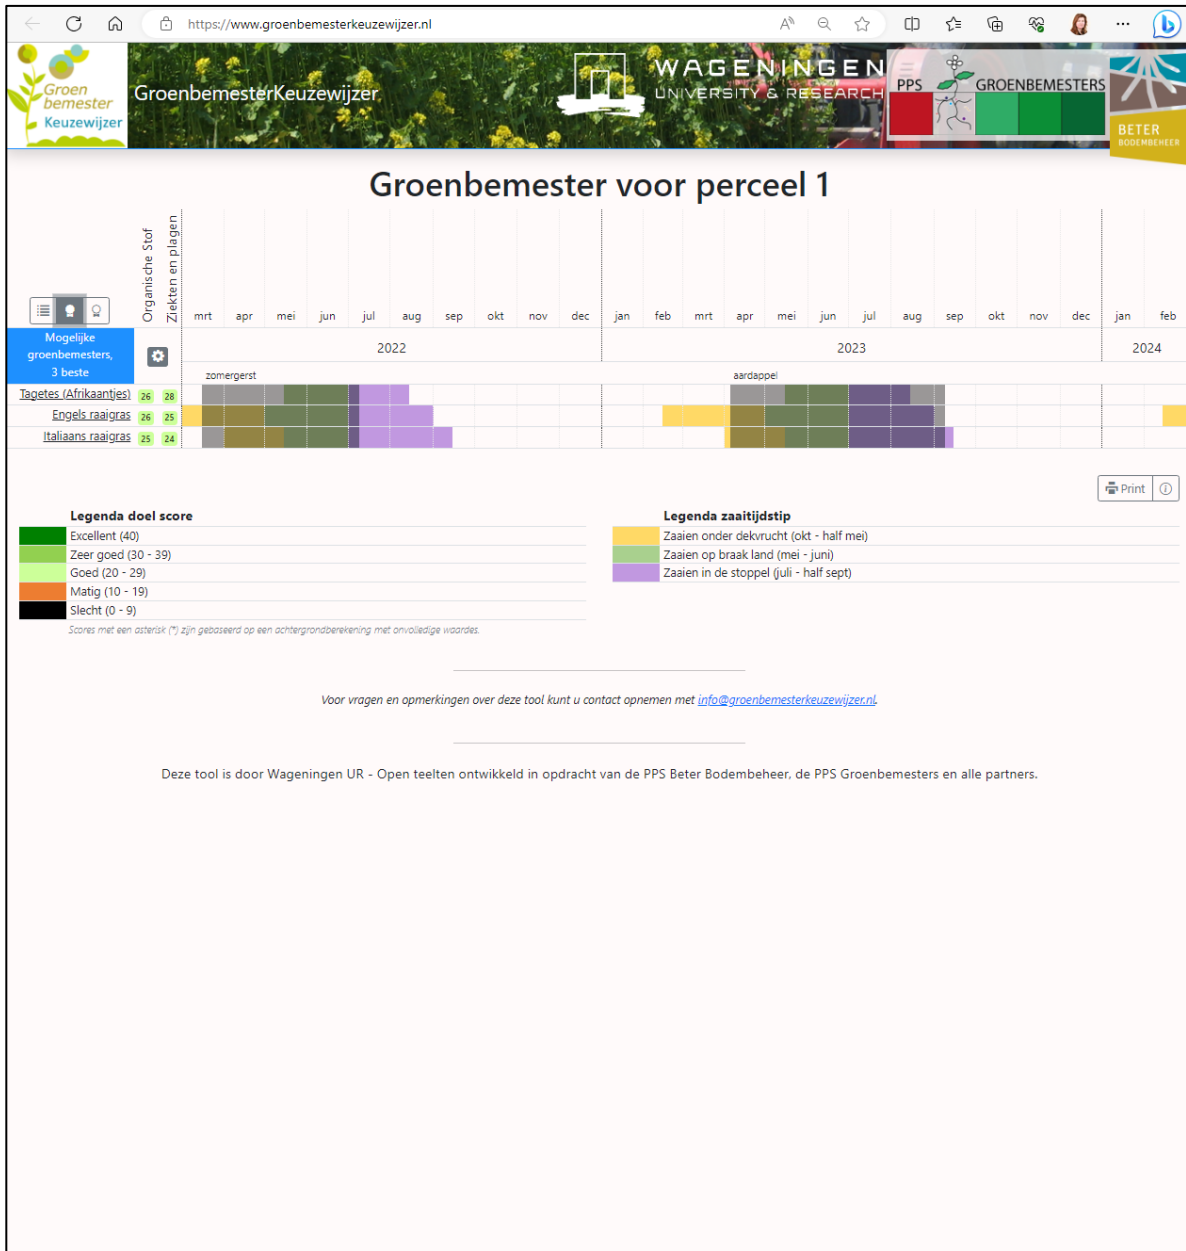 https://www.groenbemesterkeuzewijzer.nl
Groen
bemester
Keuzewijzer
GroenbemesterKeuzewijzer
WAGENINGEN
UNIVERSITY & RESEARCH
PPS
GROENBEMESTERS
BETER
BODEMBEHEER
Groenbemester voor perceel 1
Organische Stof
Ziekten en plagen
mrt apr mei jun jul aug sep okt nov dec jan feb mrt apr mei jun jul aug sep okt nov dec jan feb
Mogelijke
groenbemesters,
3 beste
2022 2023 2024
zomergerst aardappel
Tagetes (Afrikaantjes) 26 28
Engels raaigras 26 25
Italiaans raaigras 25 24
Print
Legenda doel score
Excellent (40)
Zeer goed (30 - 39)
Goed (20 - 29)
Matig (10 - 19)
Slecht (0 - 9)
Scores met een asterisk (*) zijn gebaseerd op een achtergrondberekening met onvolledige waardes.
Legenda zaaitijdstip
Zaaien onder dekvrucht (okt - half mei)
Zaaien op braak land (mei - juni)
Zaaien in de stoppel (juli - half sept)
Voor vragen en opmerkingen over deze tool kunt u contact opnemen met info@groenbemesterkeuzewijzer.nl.
Deze tool is door Wageningen UR - Open teelten ontwikkeld in opdracht van de PPS Beter Bodembeheer, de PPS Groenbemesters en alle partners.